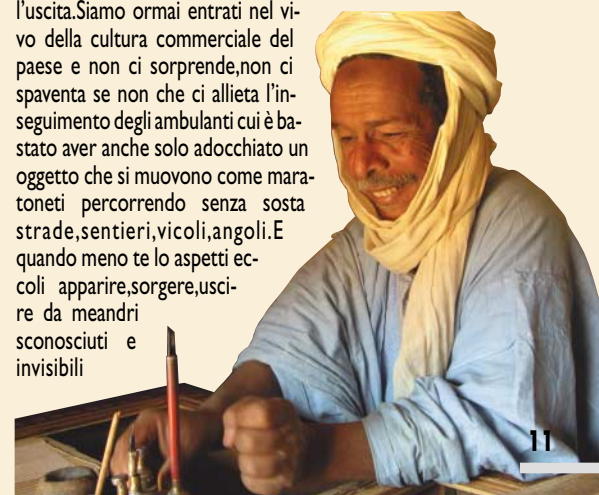 l'uscita.Siamo ormai entrati nel vi-
vo della cultura commerciale del
paese e non ci sorprende,non ci
spaventa se non che ci allieta l'in-
seguimento degli ambulanti cui è ba-
stato aver anche solo adocchiato un
oggetto che si muovono come mara-
toneti percorrendo senza sosta
strade,sentieri,vicoli,angoli.E
quando meno te lo aspetti ec-
coli apparire,sorgere,usci-
re da meandri
sconosciuti e
invisibili
11